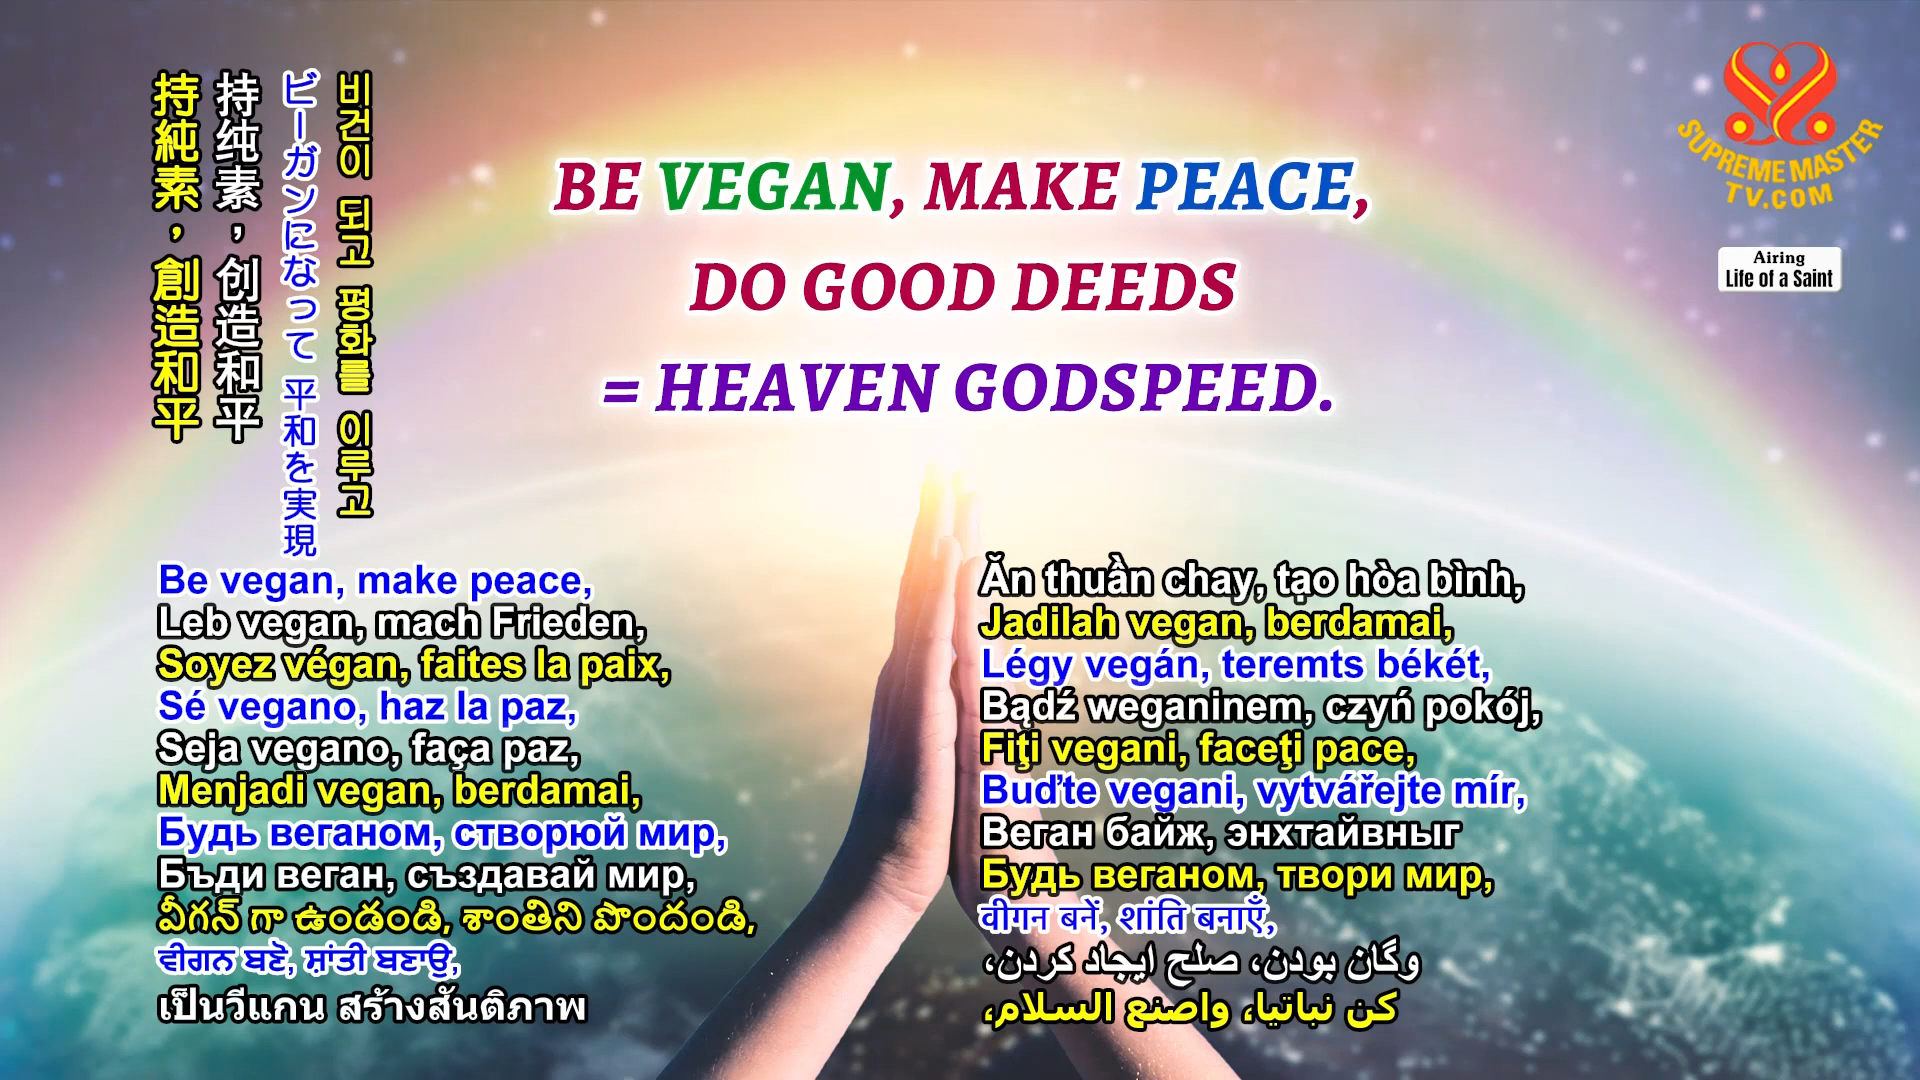 持純素，創造和平
持纯素，创造和平
ビーガンになって 平和を実現
비건이 되고 평화를 이루고
BE VEGAN, MAKE PEACE,
DO GOOD DEEDS
= HEAVEN GODSPEED.
SUPREME MASTER
TV.COM
Airing
Life of a Saint
Be vegan, make peace,
Leb vegan, mach Frieden,
Soyez végan, faites la paix,
Sé vegano, haz la paz,
Seja vegano, faça paz,
Menjadi vegan, berdamai,
Будь веганом, створюй мир,
Бъди веган, създавай мир,
వీగన్ గా ఉండండి, శాంతిని పొందండి,
ਵੀਗਨ ਬਣੋ, ਸ਼ਾਂਤੀ ਬਣਾਉ,
เป็นวีแกน สร้างสันติภาพ
Ăn thuần chay, tạo hòa bình,
Jadilah vegan, berdamai,
Légy vegán, teremts békét,
Bądź weganinem, czyń pokój,
Fiţi vegani, faceţi pace,
Buďte vegani, vytvářejte mír,
Веган байж, энхтайвныг
Будь веганом, твори мир,
वीगन बनें, शांति बनाएँ,
وگان بودن، صلح ایجاد کردن،
كن نباتيا، واصنع السلام،